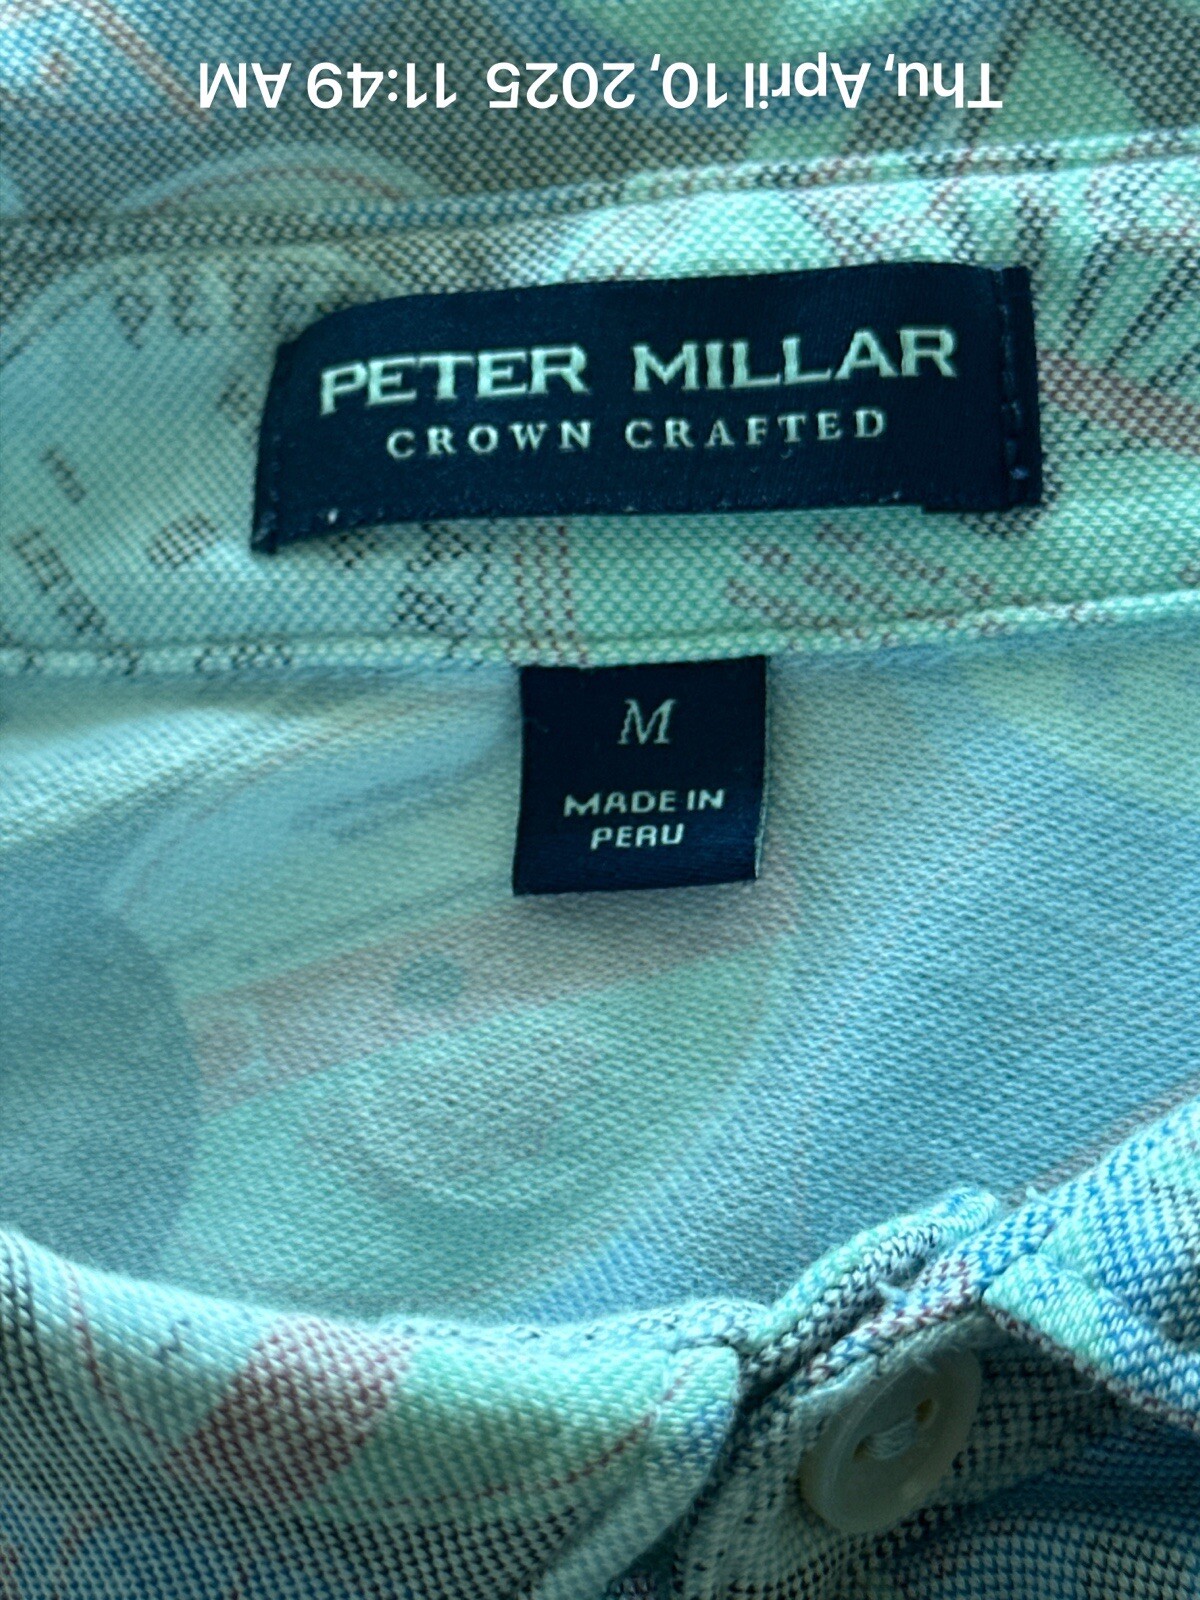 Thu, April 10, 2025 11:49 AM
PETER MILLAR
CROWN CRAFTED
M
MADE IN
PERU